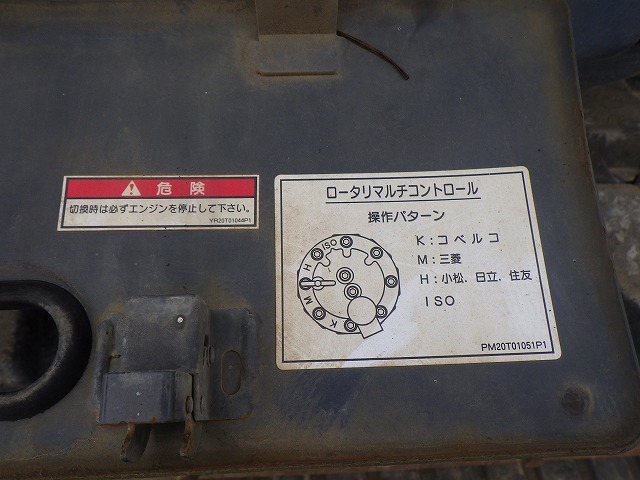 危険
切換時は必ずエンジンを停止して下さい。
YR20T01044P1
ロータリマルチコントロール
操作パターン
K：コベルコ
M：三菱
H：小松．日立．住友
ISO
ISO
H
M
K
PM20T01051P1